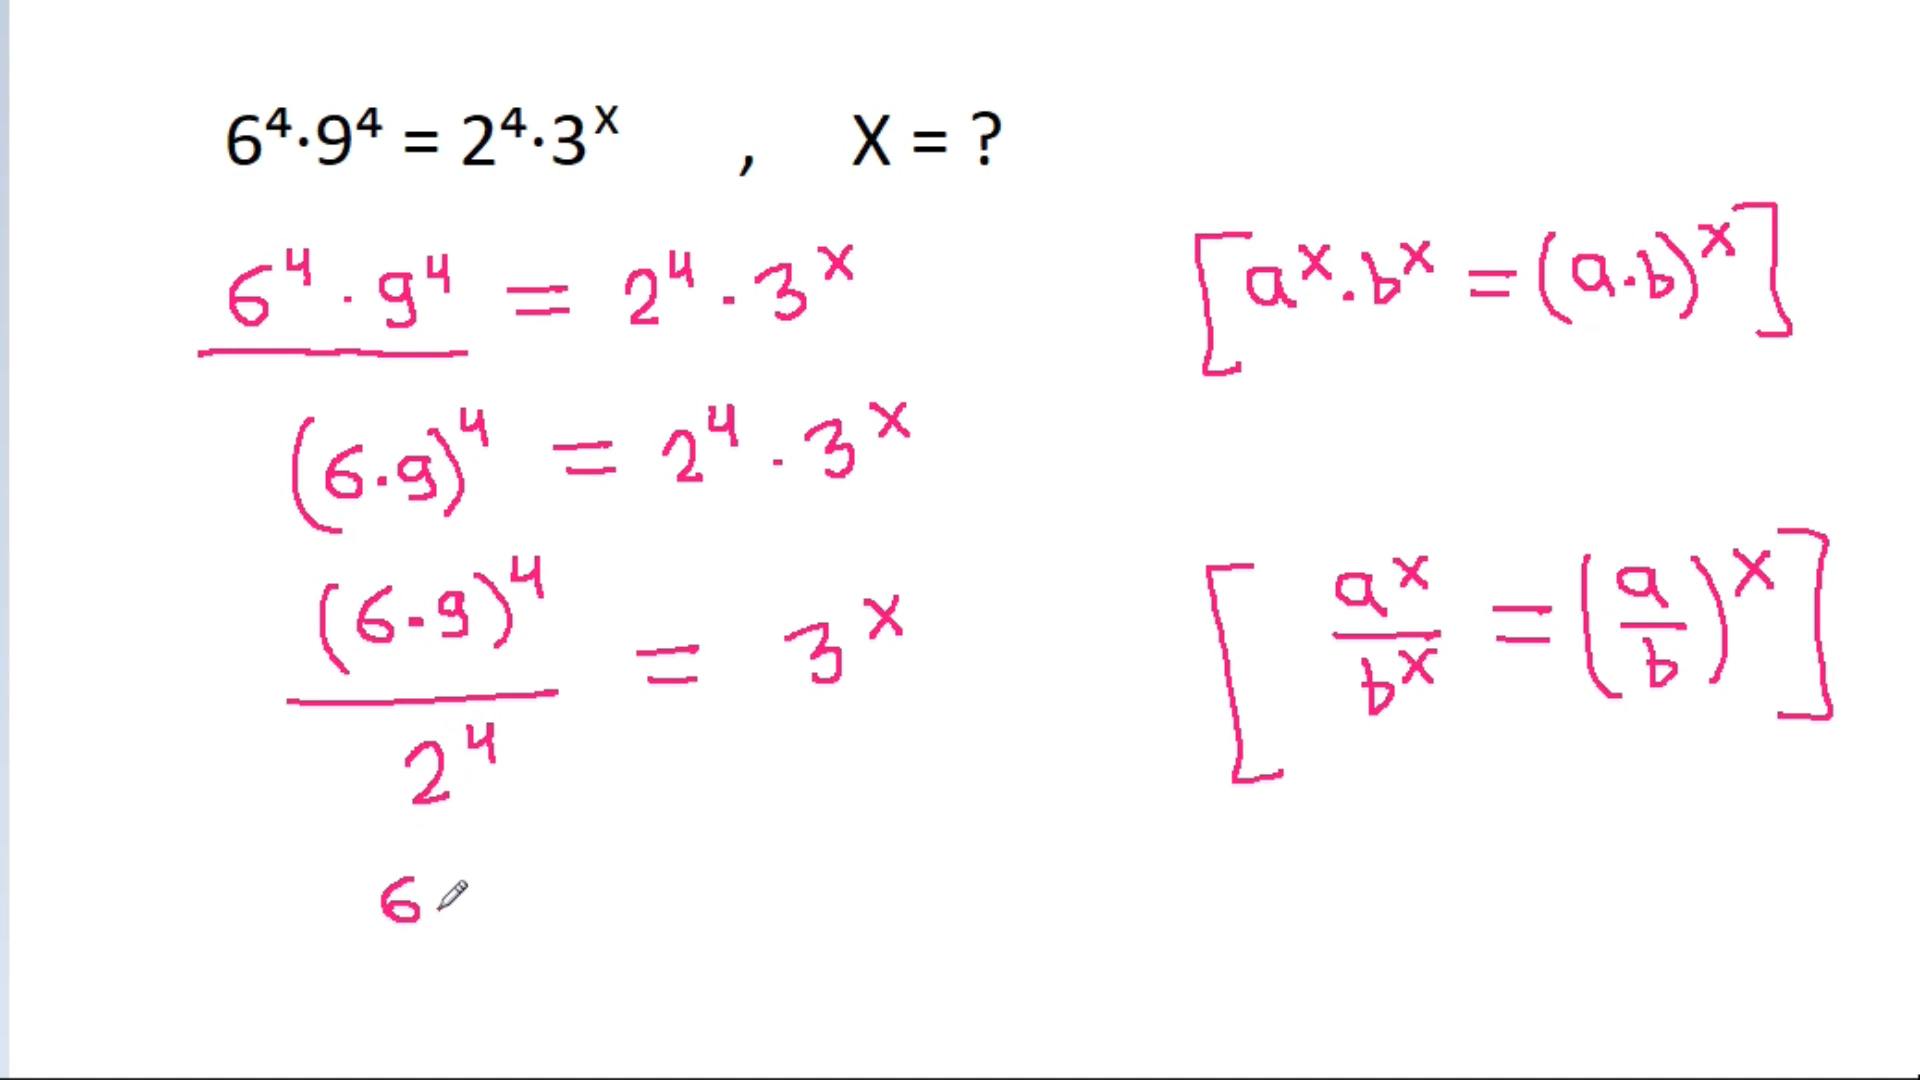 6⁴·9⁴ = 2⁴·3ˣ , X = ?
6⁴ · 9⁴ = 2⁴ · 3ˣ
(6·9)⁴ = 2⁴ · 3ˣ
(6·9)⁴ / 2⁴ = 3ˣ
6
[aˣ·bˣ = (a·b)ˣ]
[aˣ / bˣ = (a / b)ˣ]